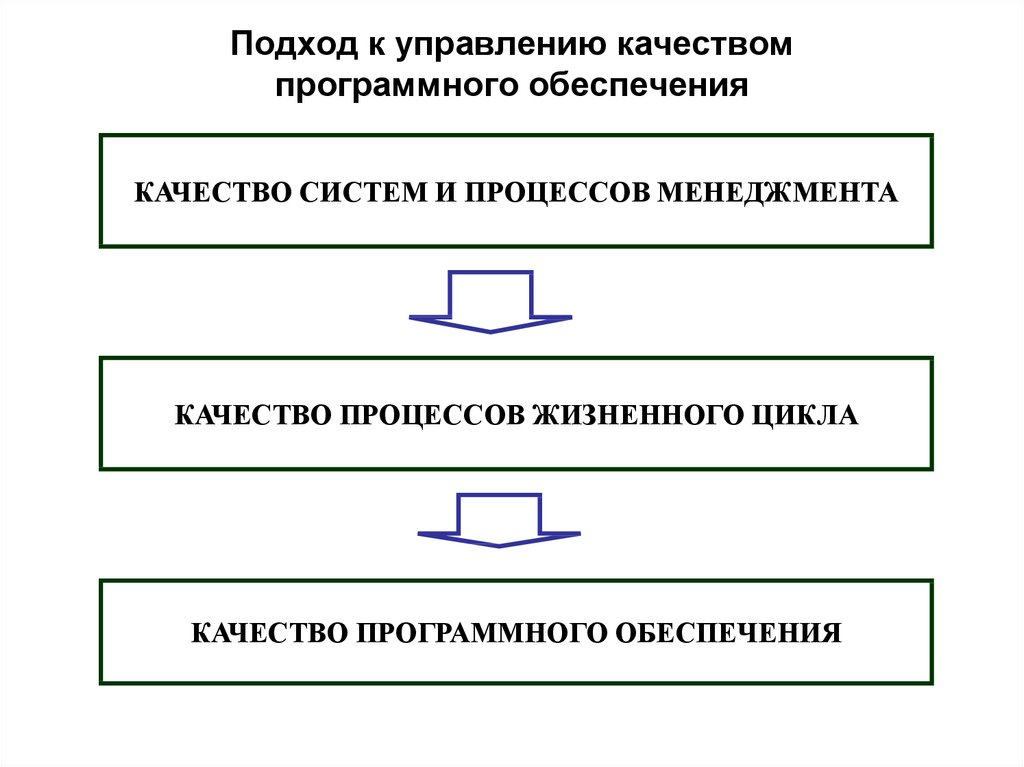 Подход к управлению качеством
программного обеспечения
КАЧЕСТВО СИСТЕМ И ПРОЦЕССОВ МЕНЕДЖМЕНТА
КАЧЕСТВО ПРОЦЕССОВ ЖИЗНЕННОГО ЦИКЛА
КАЧЕСТВО ПРОГРАММНОГО ОБЕСПЕЧЕНИЯ